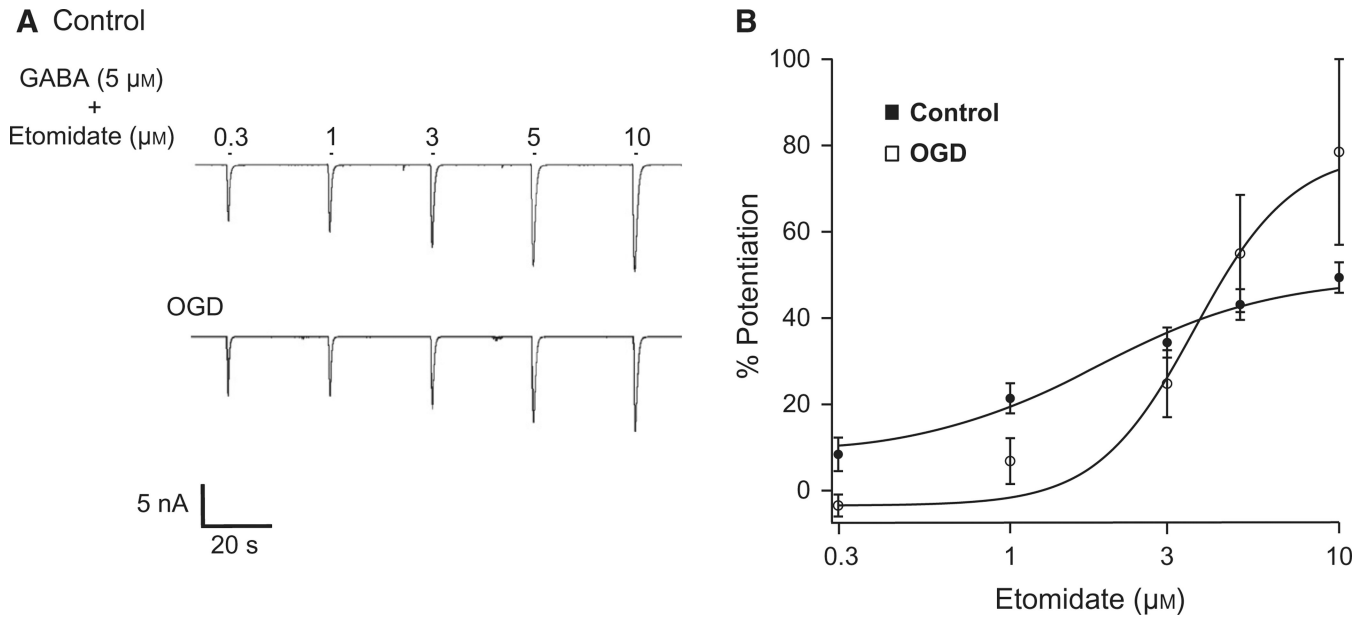 A Control
GABA (5 µM)
+
Etomidate (µM)
0.3 1 3 5 10
OGD
5 nA
20 s
B
100
80
60
40
20
0
% Potentiation
Control
OGD
0.3 1 3 10
Etomidate (µM)